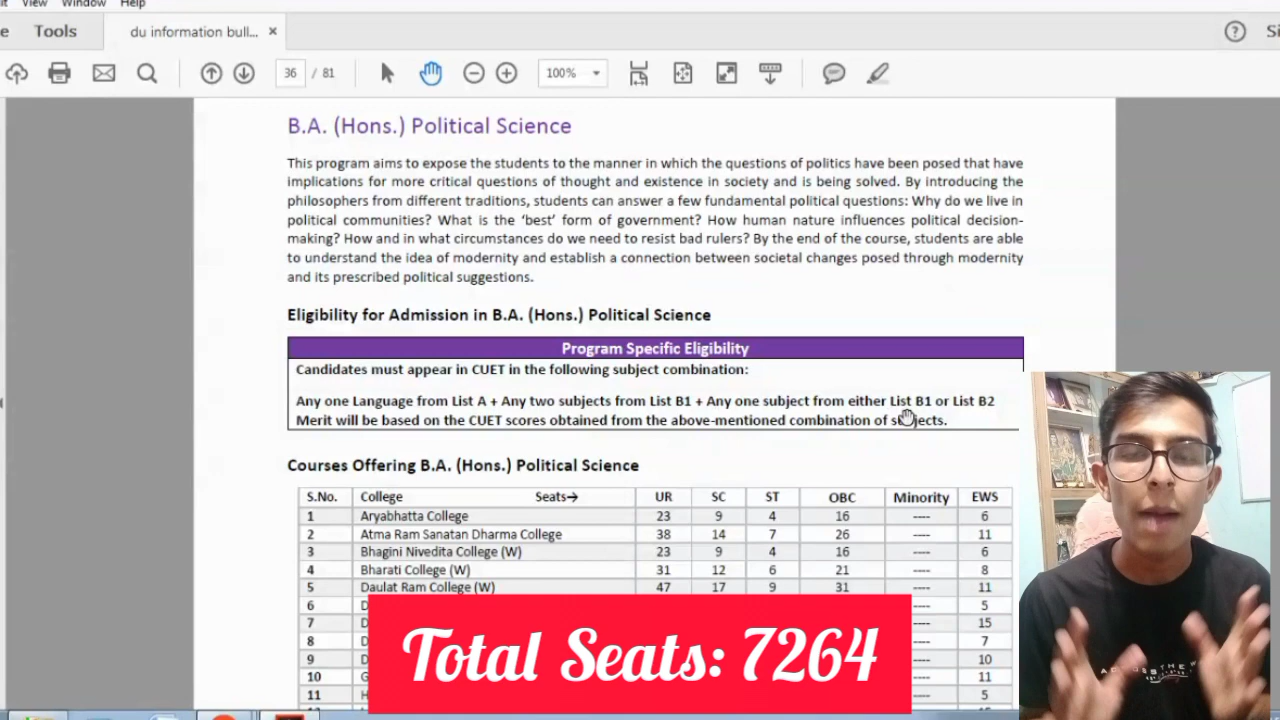 View Window Help
Tools du information bull... ×
36 / 81 100%
B.A. (Hons.) Political Science
This program aims to expose the students to the manner in which the questions of politics have been posed that have
implications for more critical questions of thought and existence in society and is being solved. By introducing the
philosophers from different traditions, students can answer a few fundamental political questions: Why do we live in
political communities? What is the ‘best’ form of government? How human nature influences political decision-
making? How and in what circumstances do we need to resist bad rulers? By the end of the course, students are able
to understand the idea of modernity and establish a connection between societal changes posed through modernity
and its prescribed political suggestions.
Eligibility for Admission in B.A. (Hons.) Political Science
Program Specific Eligibility
Candidates must appear in CUET in the following subject combination:
Any one Language from List A + Any two subjects from List B1 + Any one subject from either List B1 or List B2
Merit will be based on the CUET scores obtained from the above-mentioned combination of subjects.
Courses Offering B.A. (Hons.) Political Science
S.No. College Seats→ UR SC ST OBC Minority EWS
1 Aryabhatta College 23 9 4 16 ---- 6
2 Atma Ram Sanatan Dharma College 38 14 7 26 ---- 11
3 Bhagini Nivedita College (W) 23 9 4 16 ---- 6
4 Bharati College (W) 31 12 6 21 ---- 8
5 Daulat Ram College (W) 47 17 9 31 ---- 11
6 D ---- 5
7 D ---- 15
8 D ---- 7
9 D ---- 10
10 G ---- 11
11 H ---- 5
Total Seats: 7264